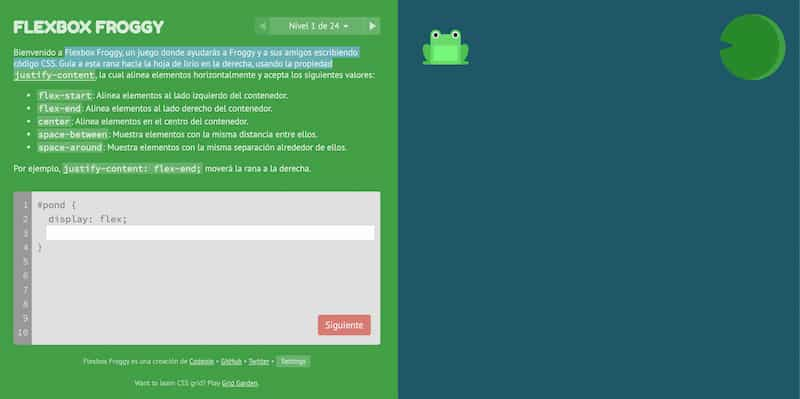 FLEXBOX FROGGY
Nivel 1 de 24
Bienvenido a Flexbox Froggy, un juego donde ayudarás a Froggy y a sus amigos escribiendo
código CSS. Guía a esta rana hacia la hoja de lirio en la derecha, usando la propiedad
justify-content, la cual alinea elementos horizontalmente y acepta los siguientes valores:
• flex-start: Alinea elementos al lado izquierdo del contenedor.
• flex-end: Alinea elementos al lado derecho del contenedor.
• center: Alinea elementos en el centro del contenedor.
• space-between: Muestra elementos con la misma distancia entre ellos.
• space-around: Muestra elementos con la misma separación alrededor de ellos.
Por ejemplo, justify-content: flex-end; moverá la rana a la derecha.
1 #pond {
2 display: flex;
3
4 }
5
6
7
8
9
10
Siguiente
Flexbox Froggy es una creación de Codepip • GitHub • Twitter • Settings
Want to learn CSS grid? Play Grid Garden.